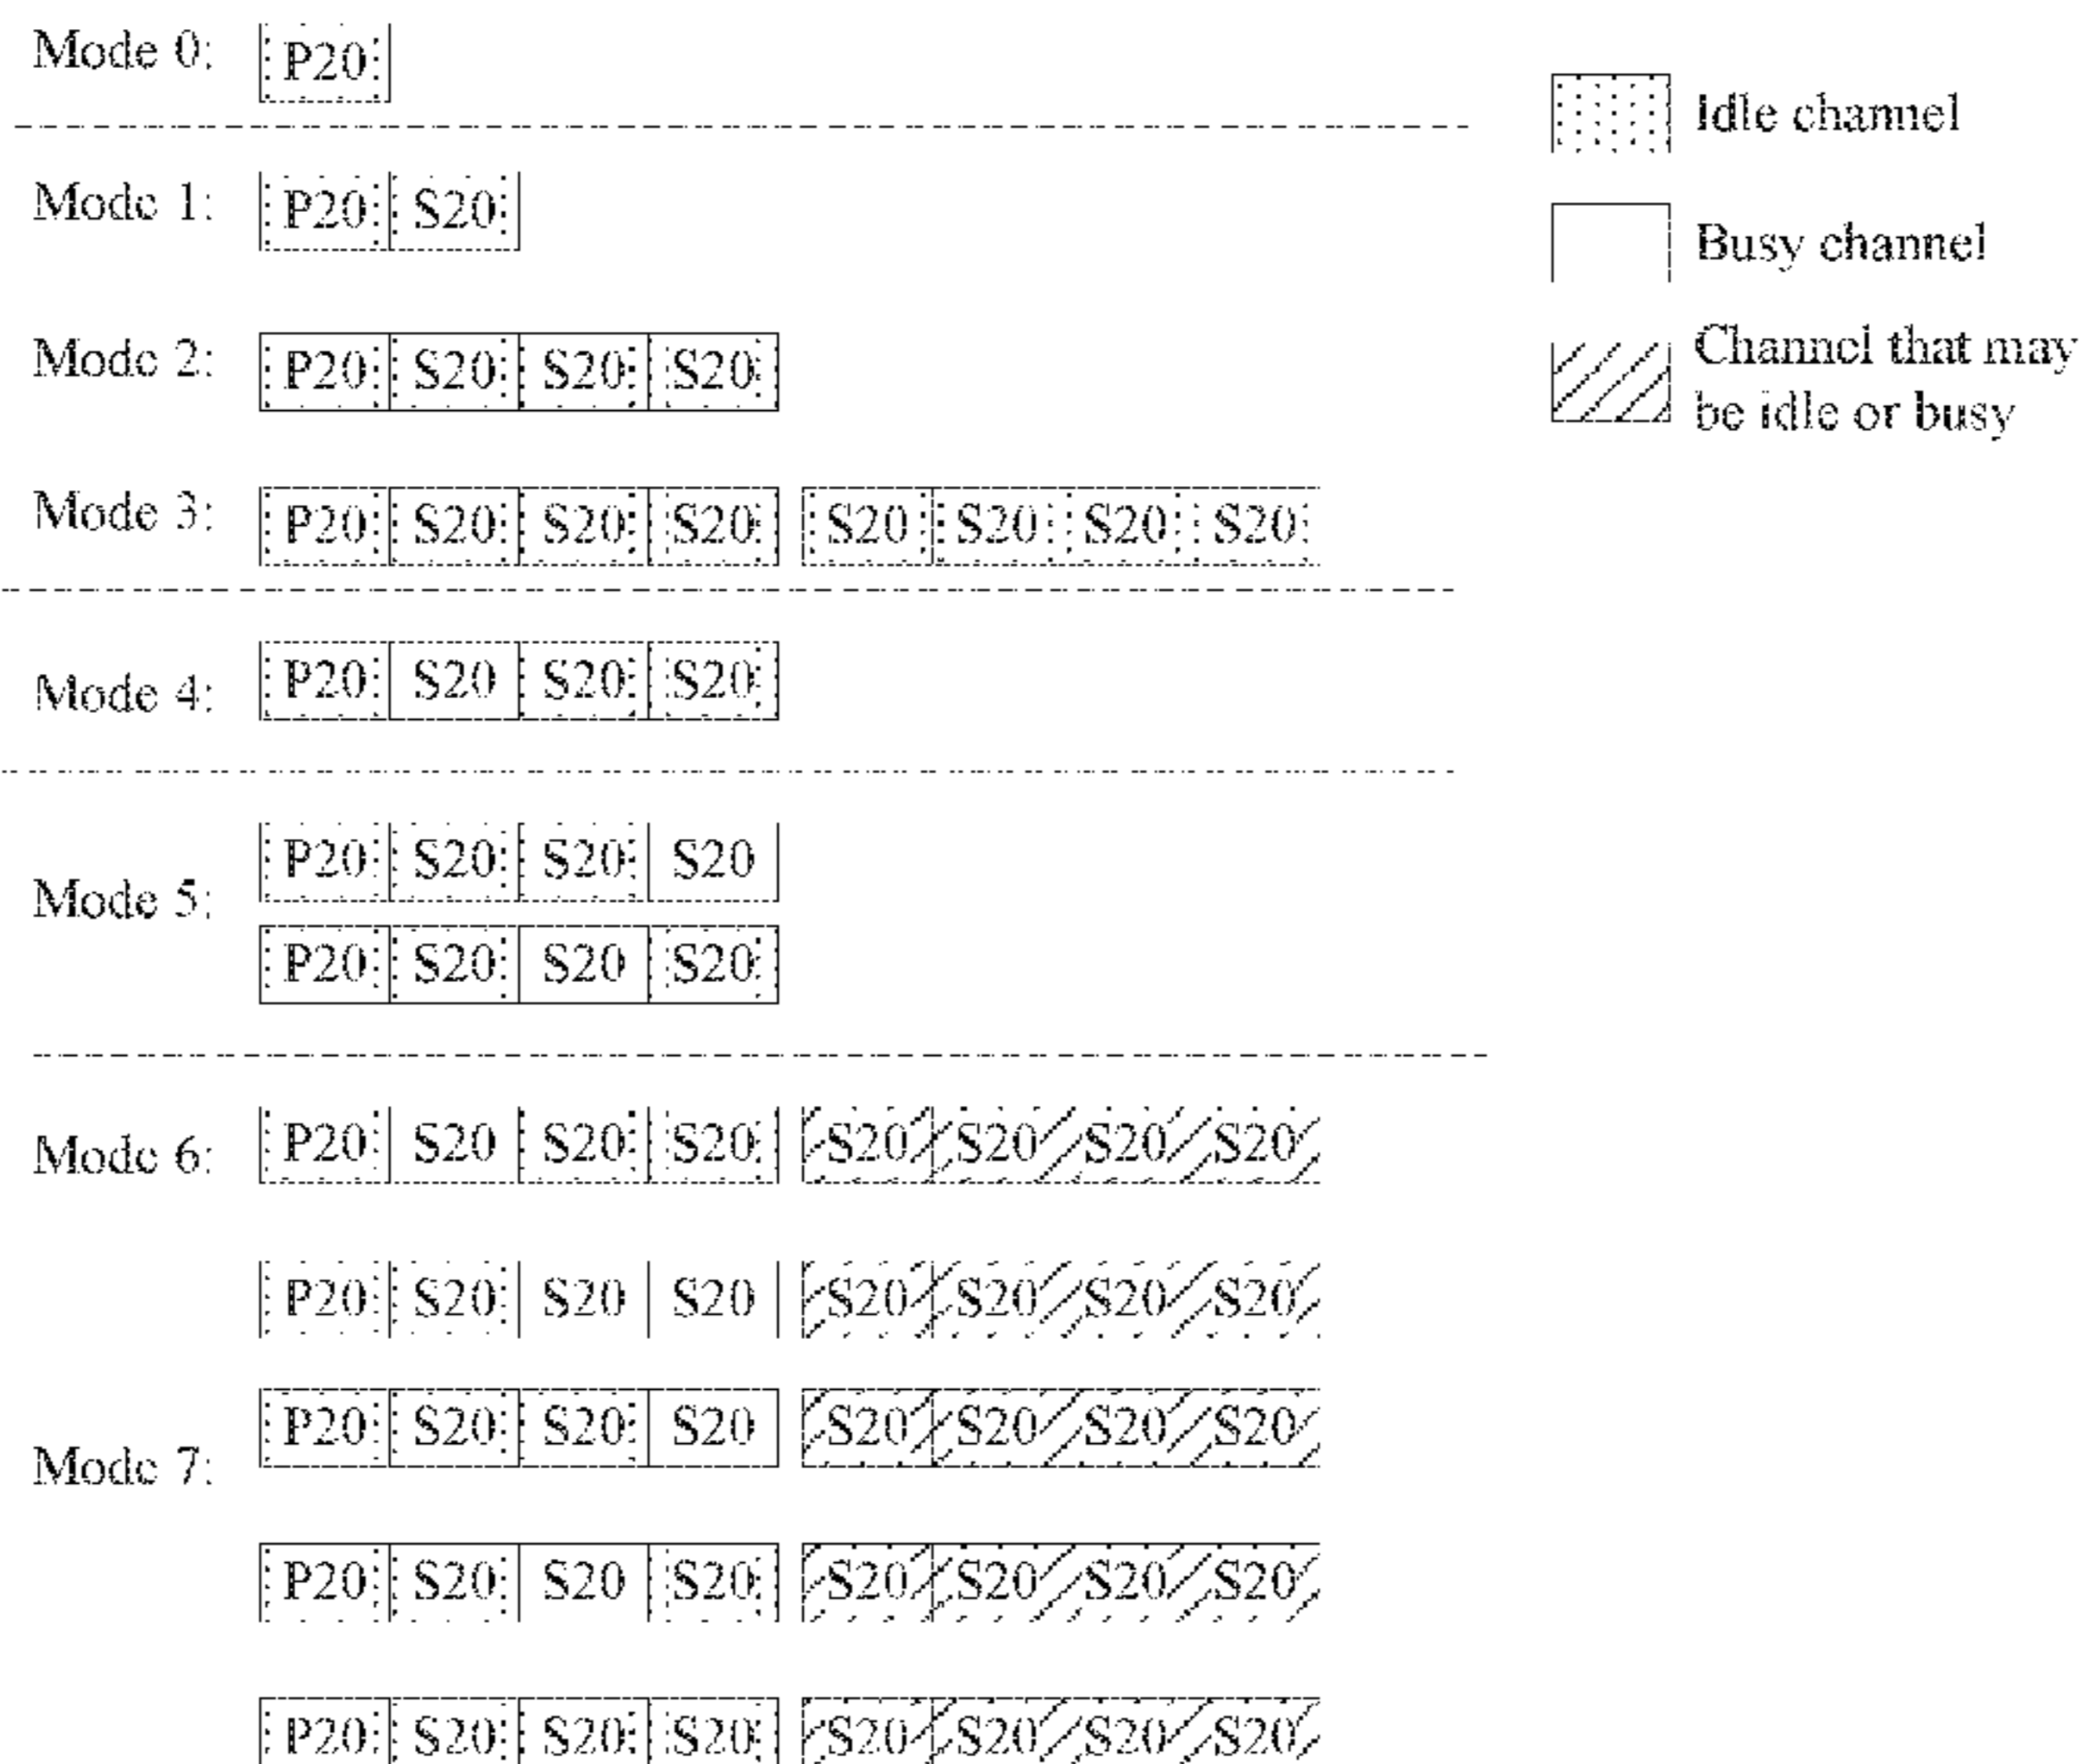 Mode 0: P20
Idle channel
Mode 1: P20 S20
Busy channel
Mode 2: P20 S20 S20 S20
Channel that may
be idle or busy
Mode 3: P20 S20 S20 S20 S20 S20 S20 S20
Mode 4: P20 S20 S20 S20
Mode 5:
P20 S20 S20 S20
P20 S20 S20 S20
Mode 6: P20 S20 S20 S20 S20 S20 S20 S20
P20 S20 S20 S20 S20 S20 S20 S20
P20 S20 S20 S20 S20 S20 S20 S20
Mode 7:
P20 S20 S20 S20 S20 S20 S20 S20
P20 S20 S20 S20 S20 S20 S20 S20